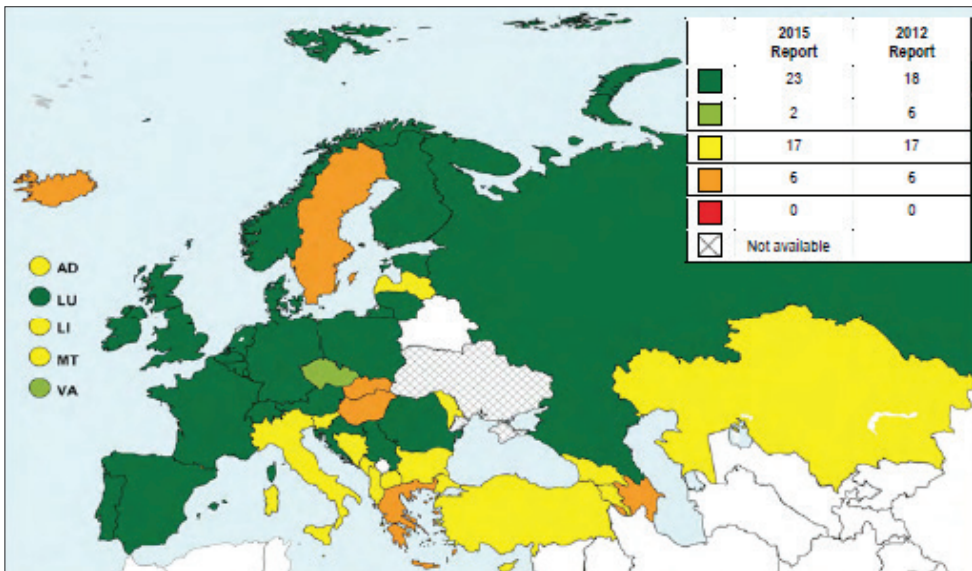 2015 Report 2012 Report
23 18
2 6
17 17
6 6
0 0
Not available
AD
LU
LI
MT
VA